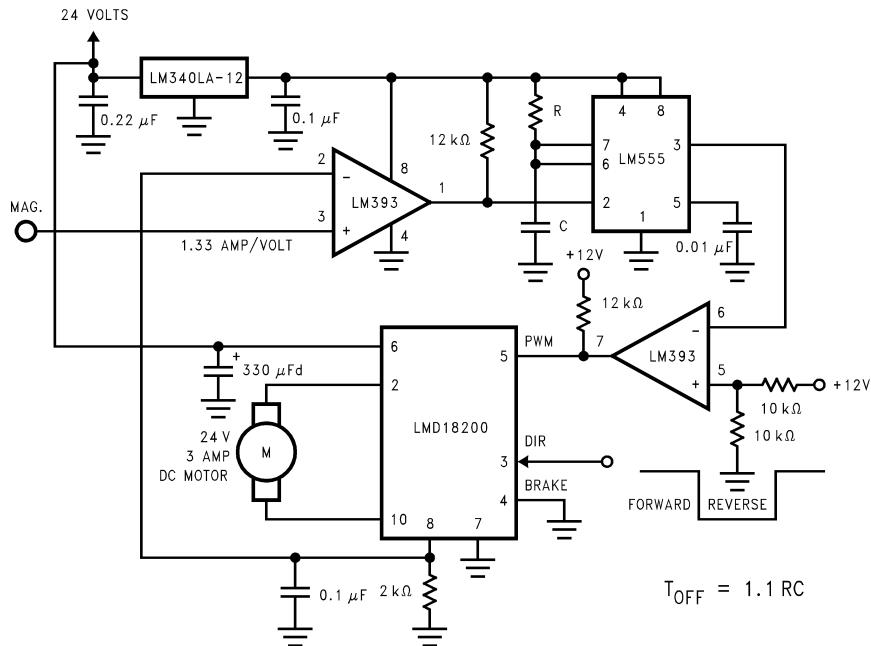 24 VOLTS
LM340LA-12
0.22 μF
0.1 μF
12 kΩ
R
4
8
7
6
LM555
3
2
5
1
C
0.01 μF
MAG.
2
8
−
LM393
1
3
+
4
1.33 AMP/VOLT
+12V
12 kΩ
6
−
LM393
PWM
7
5
+
+12V
10 kΩ
10 kΩ
+
330 μFd
6
5
2
LMD18200
24 V
3 AMP
DC MOTOR
M
DIR
3
BRAKE
4
10
8
7
FORWARD
REVERSE
0.1 μF
2 kΩ
TOFF = 1.1 RC